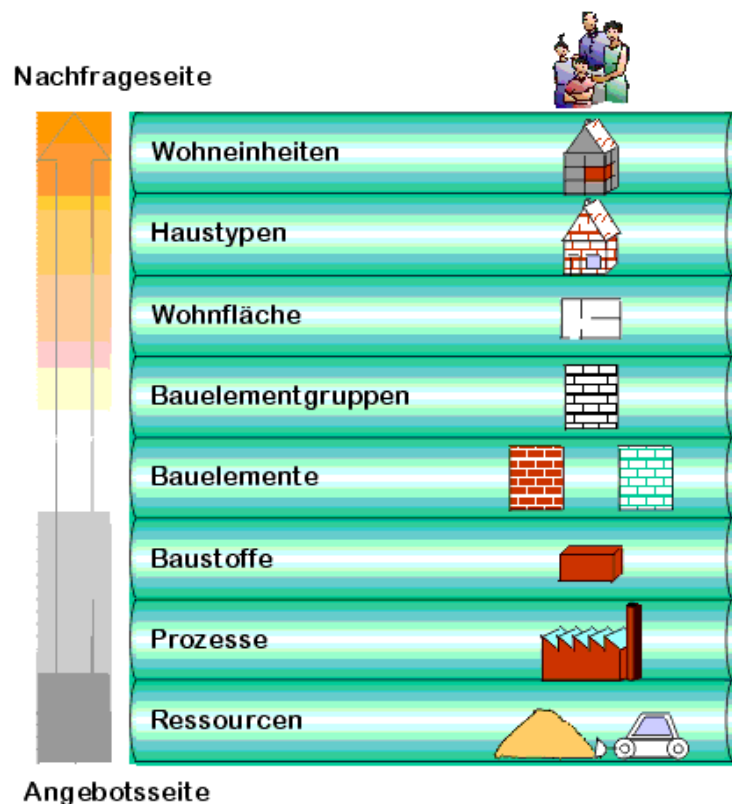 Nachfrageseite
Wohneinheiten
Haustypen
Wohnfläche
Bauelementgruppen
Bauelemente
Baustoffe
Prozesse
Ressourcen
Angebotsseite